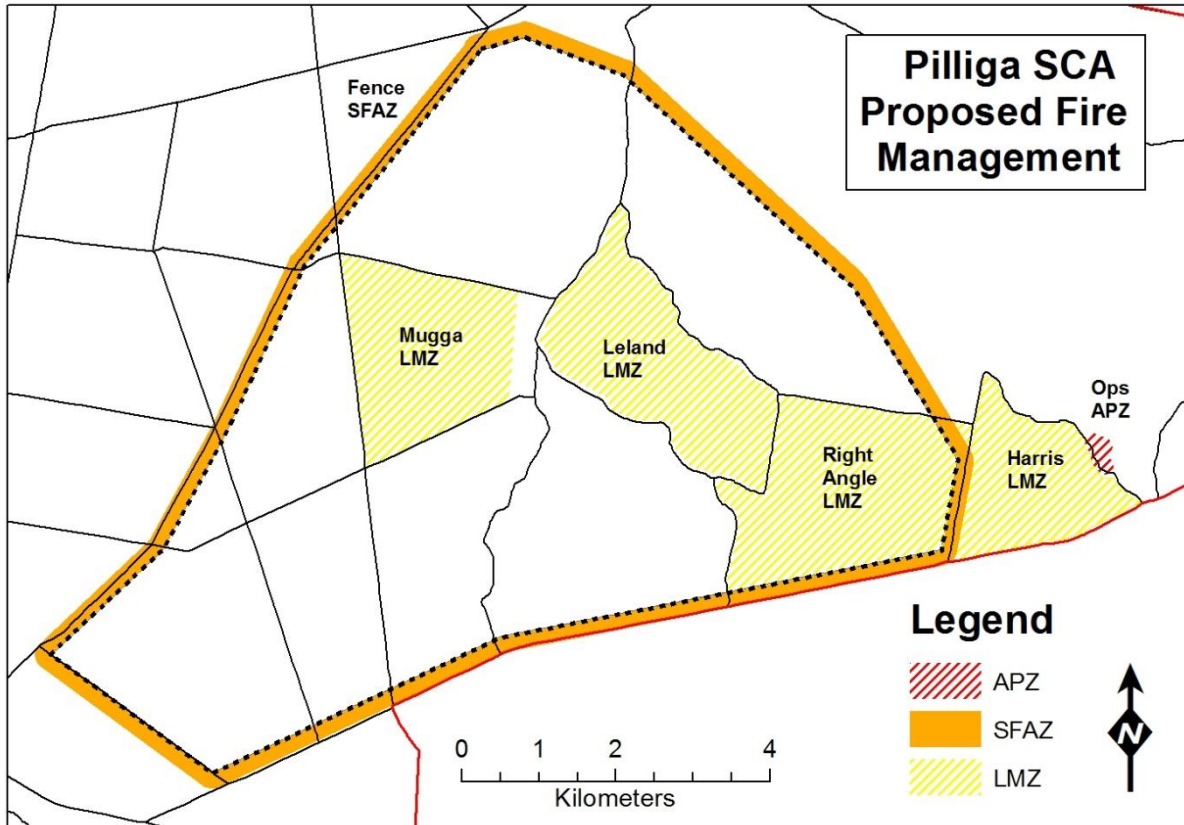 Pilliga SCA
Proposed Fire
Management
Fence
SFAZ
Mugga
LMZ
Leland
LMZ
Ops
APZ
Right
Angle
LMZ
Harris
LMZ
Legend
APZ
SFAZ
LMZ
N
0 1 2 4
Kilometers